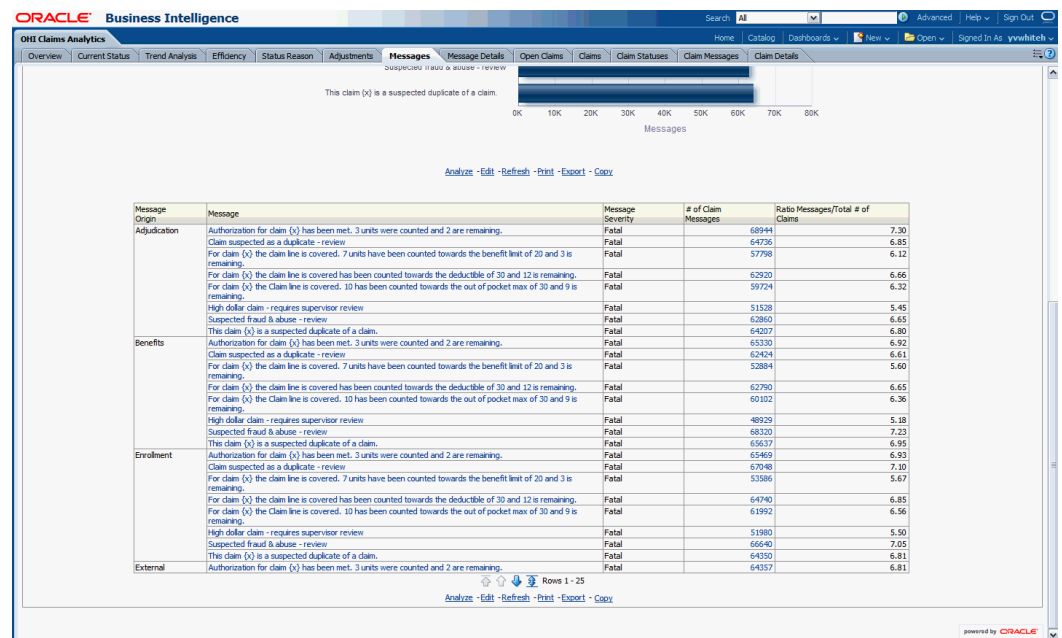 ORACLE Business Intelligence
Search All Advanced Help Sign Out
OHI Claims Analytics
Home Catalog Dashboards New Open Signed In As yvwhiteh
Overview Current Status Trend Analysis Efficiency Status Reason Adjustments Messages Message Details Open Claims Claims Claim Statuses Claim Messages Claim Details
Suspected fraud & abuse - review
This claim {x} is a suspected duplicate of a claim.
0K 10K 20K 30K 40K 50K 60K 70K 80K
Messages
Analyze - Edit - Refresh - Print - Export - Copy
Message Origin Message Message Severity # of Claim Messages Ratio Messages/Total # of Claims
Adjudication Authorization for claim {x} has been met. 3 units were counted and 2 are remaining. Fatal 68944 7.30
Claim suspected as a duplicate - review Fatal 64736 6.85
For claim {x} the claim line is covered. 7 units have been counted towards the benefit limit of 20 and 3 is remaining. Fatal 57798 6.12
For claim {x} the claim line is covered has been counted towards the deductible of 30 and 12 is remaining. Fatal 62920 6.66
For claim {x} the Claim line is covered. 10 has been counted towards the out of pocket max of 30 and 9 is remaining. Fatal 59724 6.32
High dollar claim - requires supervisor review Fatal 51528 5.45
Suspected fraud & abuse - review Fatal 62860 6.65
This claim {x} is a suspected duplicate of a claim. Fatal 64207 6.80
Benefits Authorization for claim {x} has been met. 3 units were counted and 2 are remaining. Fatal 65330 6.92
Claim suspected as a duplicate - review Fatal 62424 6.61
For claim {x} the claim line is covered. 7 units have been counted towards the benefit limit of 20 and 3 is remaining. Fatal 52884 5.60
For claim {x} the claim line is covered has been counted towards the deductible of 30 and 12 is remaining. Fatal 62790 6.65
For claim {x} the Claim line is covered. 10 has been counted towards the out of pocket max of 30 and 9 is remaining. Fatal 60102 6.36
High dollar claim - requires supervisor review Fatal 48929 5.18
Suspected fraud & abuse - review Fatal 68320 7.23
This claim {x} is a suspected duplicate of a claim. Fatal 65637 6.95
Enrollment Authorization for claim {x} has been met. 3 units were counted and 2 are remaining. Fatal 65469 6.93
Claim suspected as a duplicate - review Fatal 67048 7.10
For claim {x} the claim line is covered. 7 units have been counted towards the benefit limit of 20 and 3 is remaining. Fatal 53586 5.67
For claim {x} the claim line is covered has been counted towards the deductible of 30 and 12 is remaining. Fatal 64740 6.85
For claim {x} the Claim line is covered. 10 has been counted towards the out of pocket max of 30 and 9 is remaining. Fatal 61992 6.56
High dollar claim - requires supervisor review Fatal 51980 5.50
Suspected fraud & abuse - review Fatal 66640 7.05
This claim {x} is a suspected duplicate of a claim. Fatal 64350 6.81
External Authorization for claim {x} has been met. 3 units were counted and 2 are remaining. Fatal 64357 6.81
Rows 1 - 25
Analyze - Edit - Refresh - Print - Export - Copy
powered by ORACLE